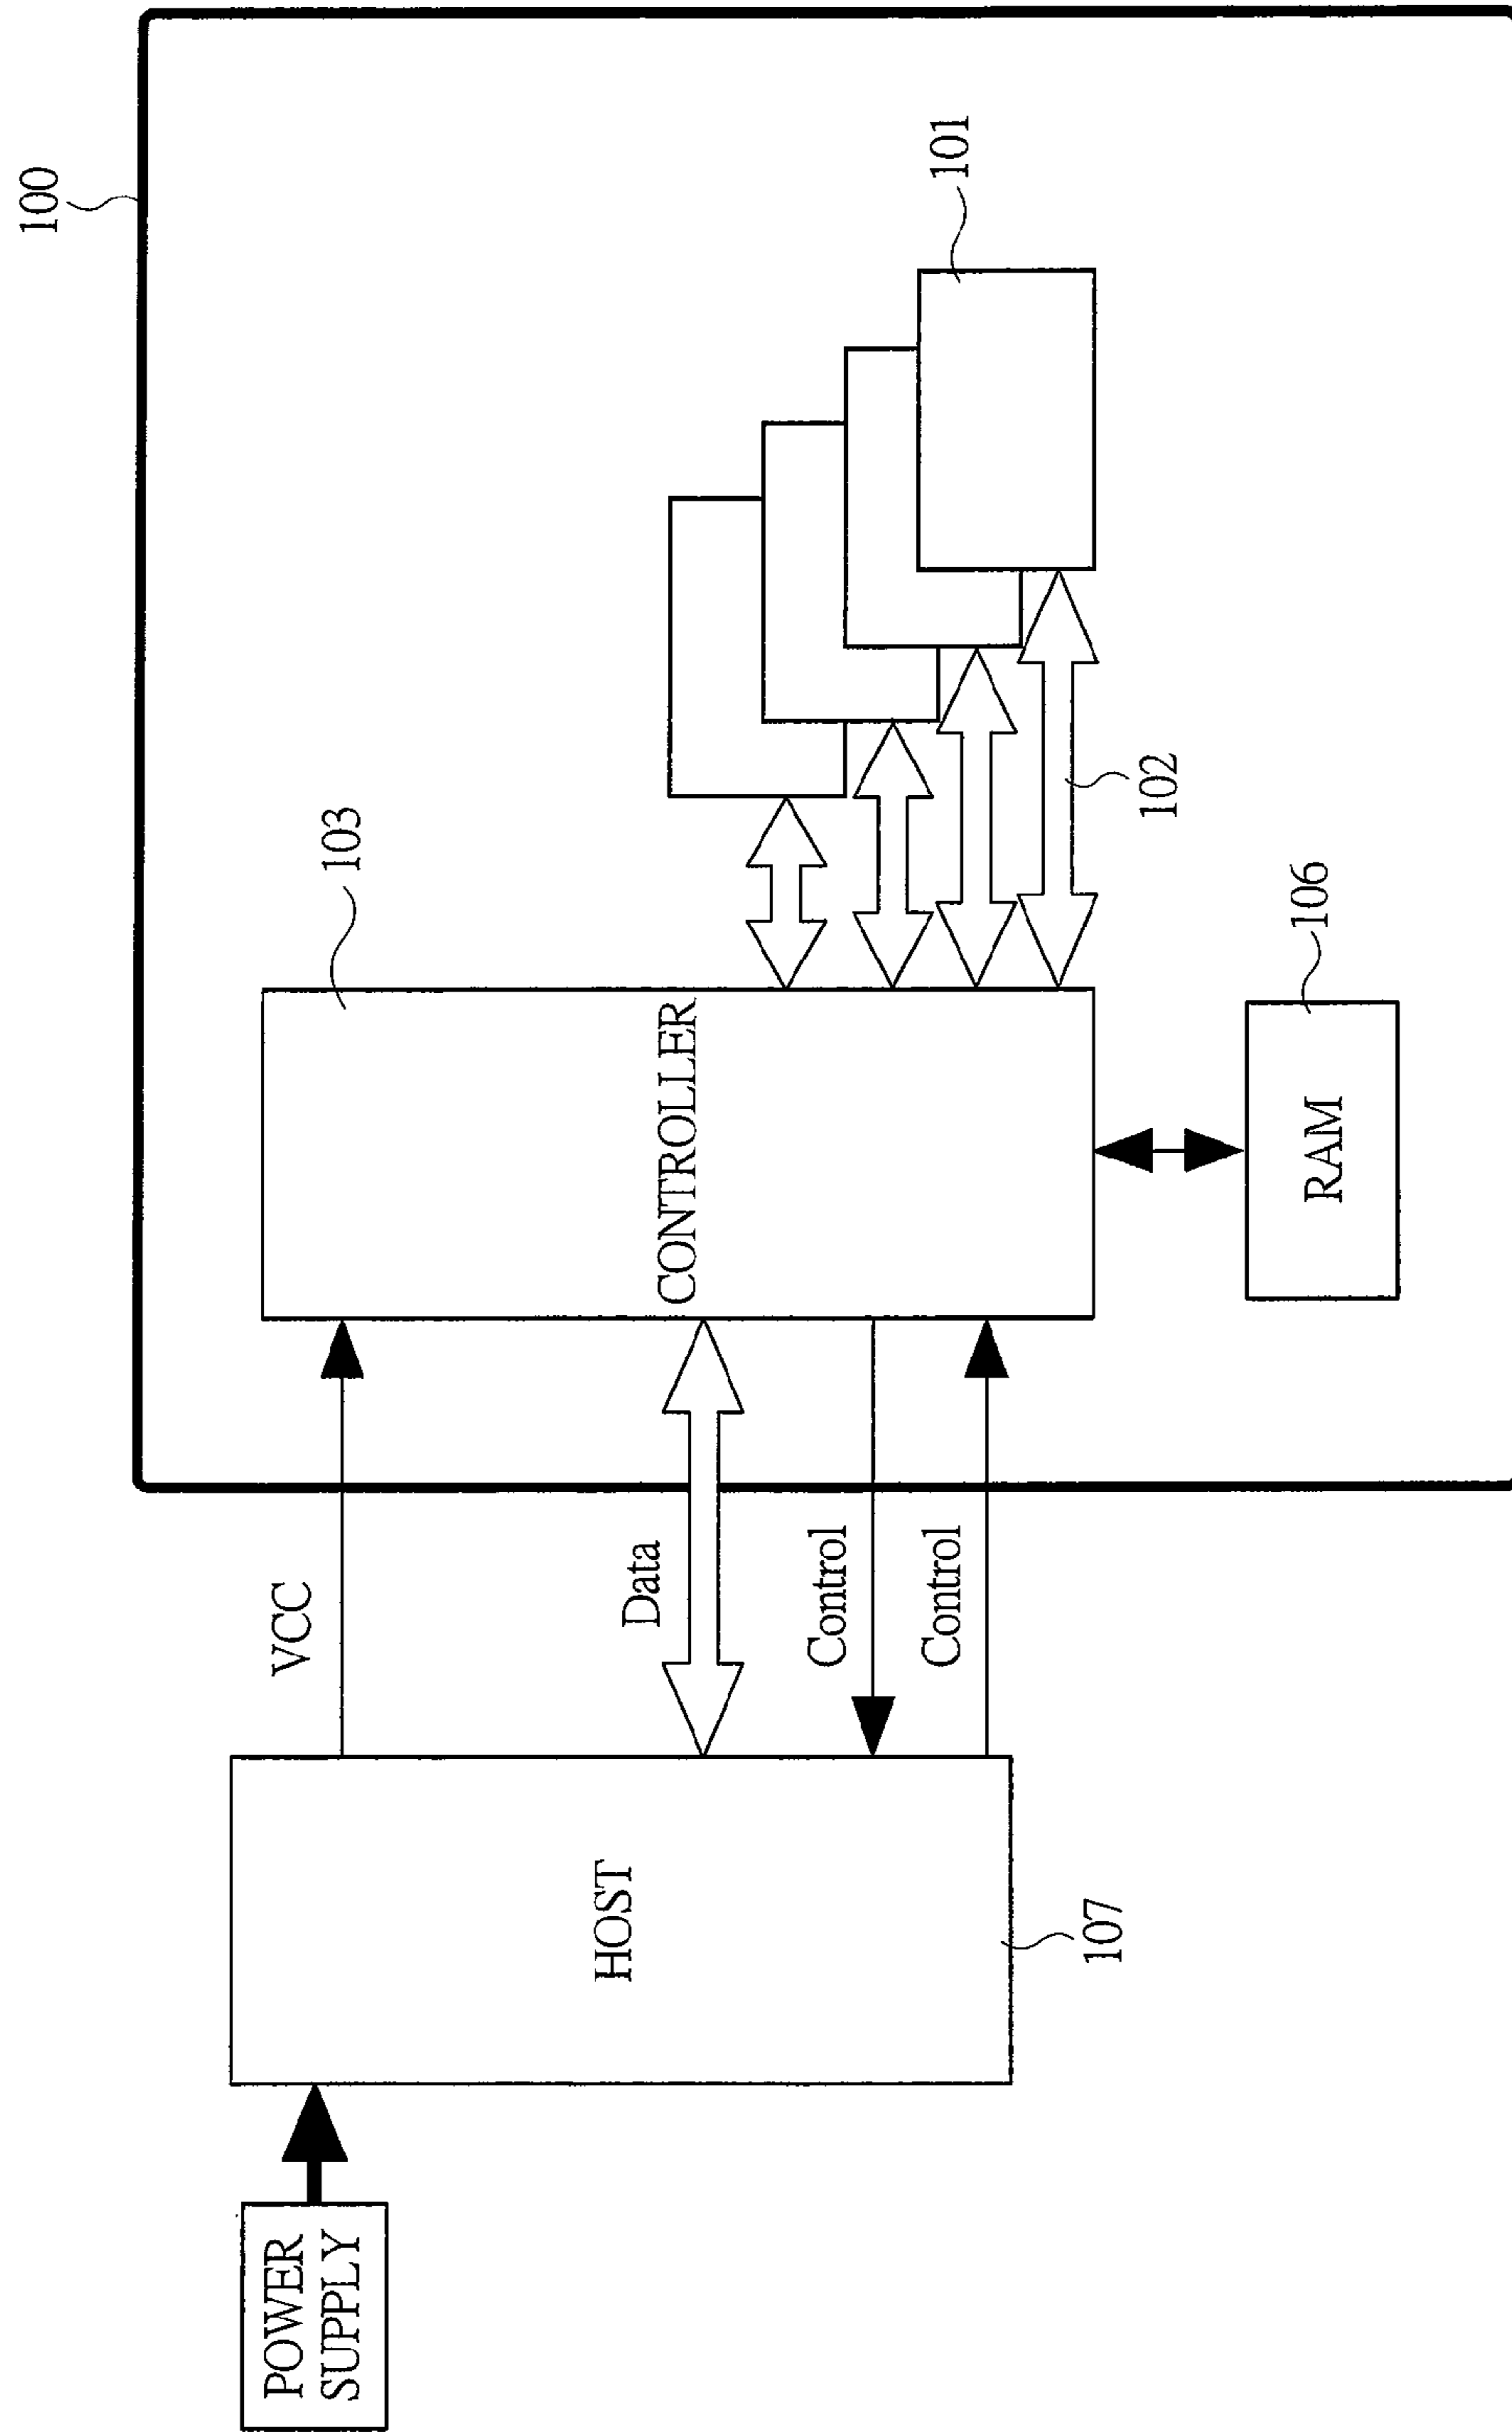 100
103
101
POWER
SUPPLY
HOST
107
VCC
Data
Control
Control
CONTROLLER
102
RAM
106